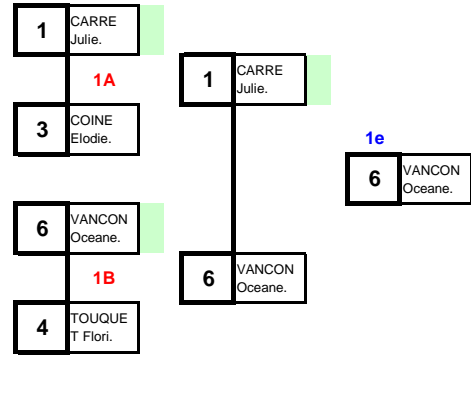 1
CARRE
Julie.
1A
3
COINE
Elodie.
6
VANCON
Oceane.
1B
4
TOUQUE
T Flori.
1
CARRE
Julie.
6
VANCON
Oceane.
1e
6
VANCON
Oceane.